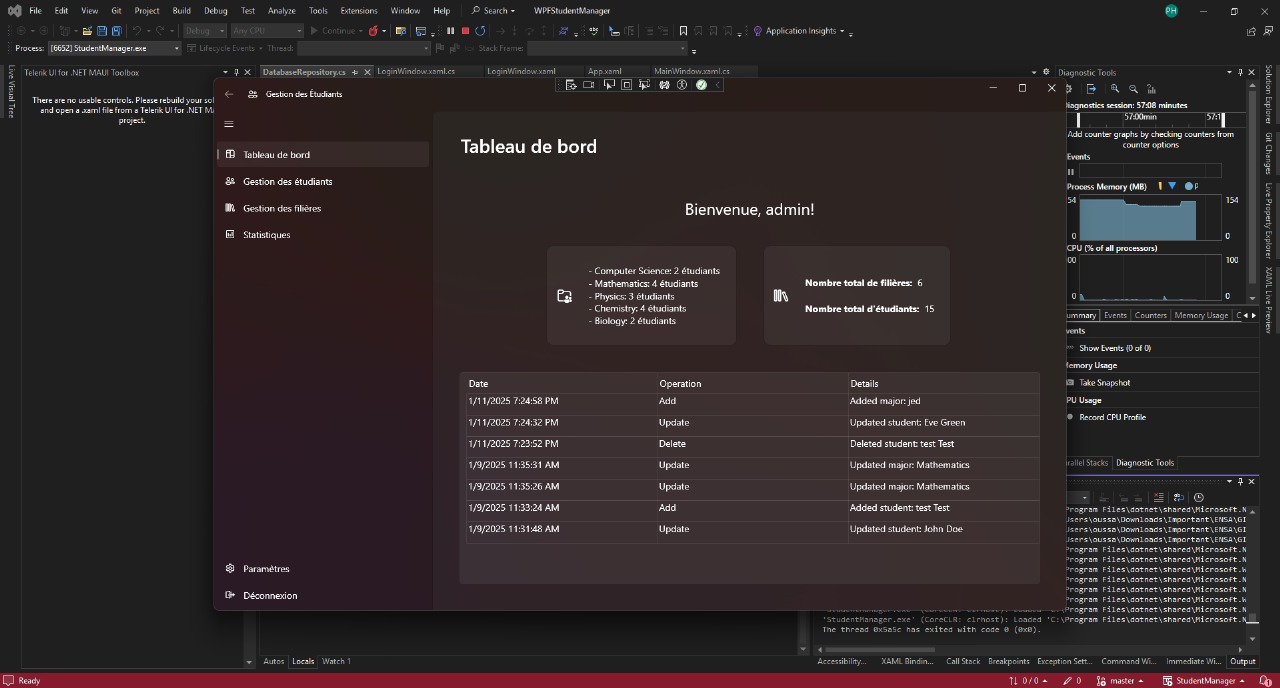 File Edit View Git Project Build Debug Test Analyze Tools Extensions Window Help Search WPFStudentManager PH
Debug Any CPU Continue Application Insights
Process: [6652] StudentManager.exe Lifecycle Events Thread: Stack Frame:
Live Visual Tree
Telerik UI for .NET MAUI Toolbox
There are no usable controls. Please rebuild your sol
and open a .xaml file from a Telerik UI for .NET MA
project.
DatabaseRepository.cs LoginWindow.xaml.cs LoginWindow.xaml App.xaml MainWindow.xaml.cs
Gestion des Étudiants
Tableau de bord
Gestion des étudiants
Gestion des filières
Statistiques
Paramètres
Déconnexion
Tableau de bord
Bienvenue, admin!
- Computer Science: 2 étudiants
- Mathematics: 4 étudiants
- Physics: 3 étudiants
- Chemistry: 4 étudiants
- Biology: 2 étudiants
Nombre total de filières: 6
Nombre total d'étudiants: 15
Date Operation Details
1/11/2025 7:24:58 PM Add Added major: jed
1/11/2025 7:24:32 PM Update Updated student: Eve Green
1/11/2025 7:23:52 PM Delete Deleted student: test Test
1/9/2025 11:35:31 AM Update Updated major: Mathematics
1/9/2025 11:35:26 AM Update Updated major: Mathematics
1/9/2025 11:33:24 AM Add Added student: test Test
1/9/2025 11:31:48 AM Update Updated student: John Doe
Diagnostic Tools
Diagnostics session: 57:08 minutes
57:00min 57:1
Add counter graphs by checking counters from
counter options
Events
Process Memory (MB) P
54 154
0 0
CPU (% of all processors)
00 100
0 0
ummary Events Counters Memory Usage C
vents
Show Events (0 of 0)
Memory Usage
Take Snapshot
PU Usage
Record CPU Profile
arallel Stacks Diagnostic Tools
Solution Explorer
Git Changes
Live Property Explorer
XAML Live Preview
Program Files\dotnet\shared\Microsoft.N
Users\oussa\Downloads\Important\ENSA\GI
Users\oussa\Downloads\Important\ENSA\GI
Users\oussa\Downloads\Important\ENSA\GI
Program Files\dotnet\shared\Microsoft.N
Program Files\dotnet\shared\Microsoft.N
Program Files\dotnet\shared\Microsoft.W
Program Files\dotnet\shared\Microsoft.N
Program Files\dotnet\shared\Microsoft.N
Program Files\dotnet\shared\Microsoft.W
Program Files\dotnet\shared\Microsoft.N
'StudentManager.exe' (CoreCLR: clrhost): Loaded 'C:\Program Files\dotnet\shared\Microsoft.N
The thread 0x5a5c has exited with code 0 (0x0).
Autos Locals Watch 1
Accessibility... XAML Bindin... Call Stack Breakpoints Exception Sett... Command Wi... Immediate Wi... Output
Ready 0 / 0 0 master StudentManager 1